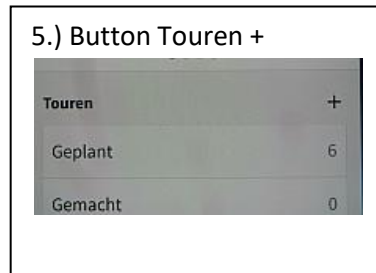 5.) Button Touren +
Touren +
Geplant 6
Gemacht 0